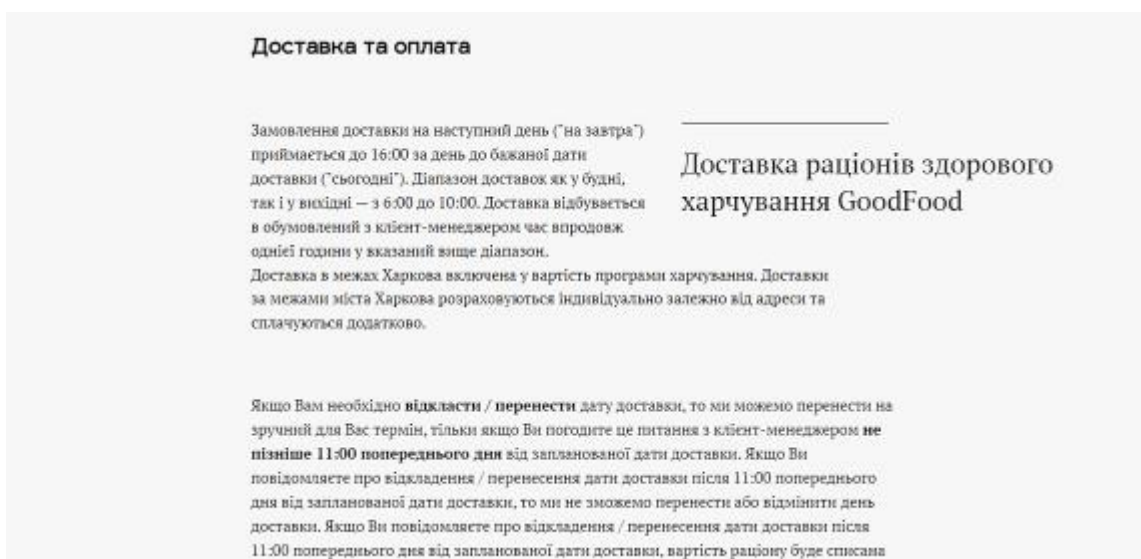 Доставка та оплата
Замовлення доставки на наступний день ("на завтра")
приймається до 16:00 за день до бажаної дати
доставки ("сьогодні"). Діапазон доставок як у будні,
так і у вихідні — з 6:00 до 10:00. Доставка відбувається
в обумовлений з клієнт-менеджером час впродовж
однієї години у вказаний вище діапазон.
Доставка в межах Харкова включена у вартість програми харчування. Доставки
за межами міста Харкова розраховуються індивідуально залежно від адреси та
сплачуються додатково.
Доставка раціонів здорового
харчування GoodFood
Якщо Вам необхідно відкласти / перенести дату доставки, то ми можемо перенести на
зручний для Вас термін, тільки якщо Ви погодите це питання з клієнт-менеджером не
пізніше 11:00 попереднього дня від запланованої дати доставки. Якщо Ви
повідомляєте про відкладення / перенесення дати доставки після 11:00 попереднього
дня від запланованої дати доставки, то ми не зможемо перенести або відмінити день
доставки. Якщо Ви повідомляєте про відкладення / перенесення дати доставки після
11:00 попереднього дня від запланованої дати доставки, вартість раціону буде списана